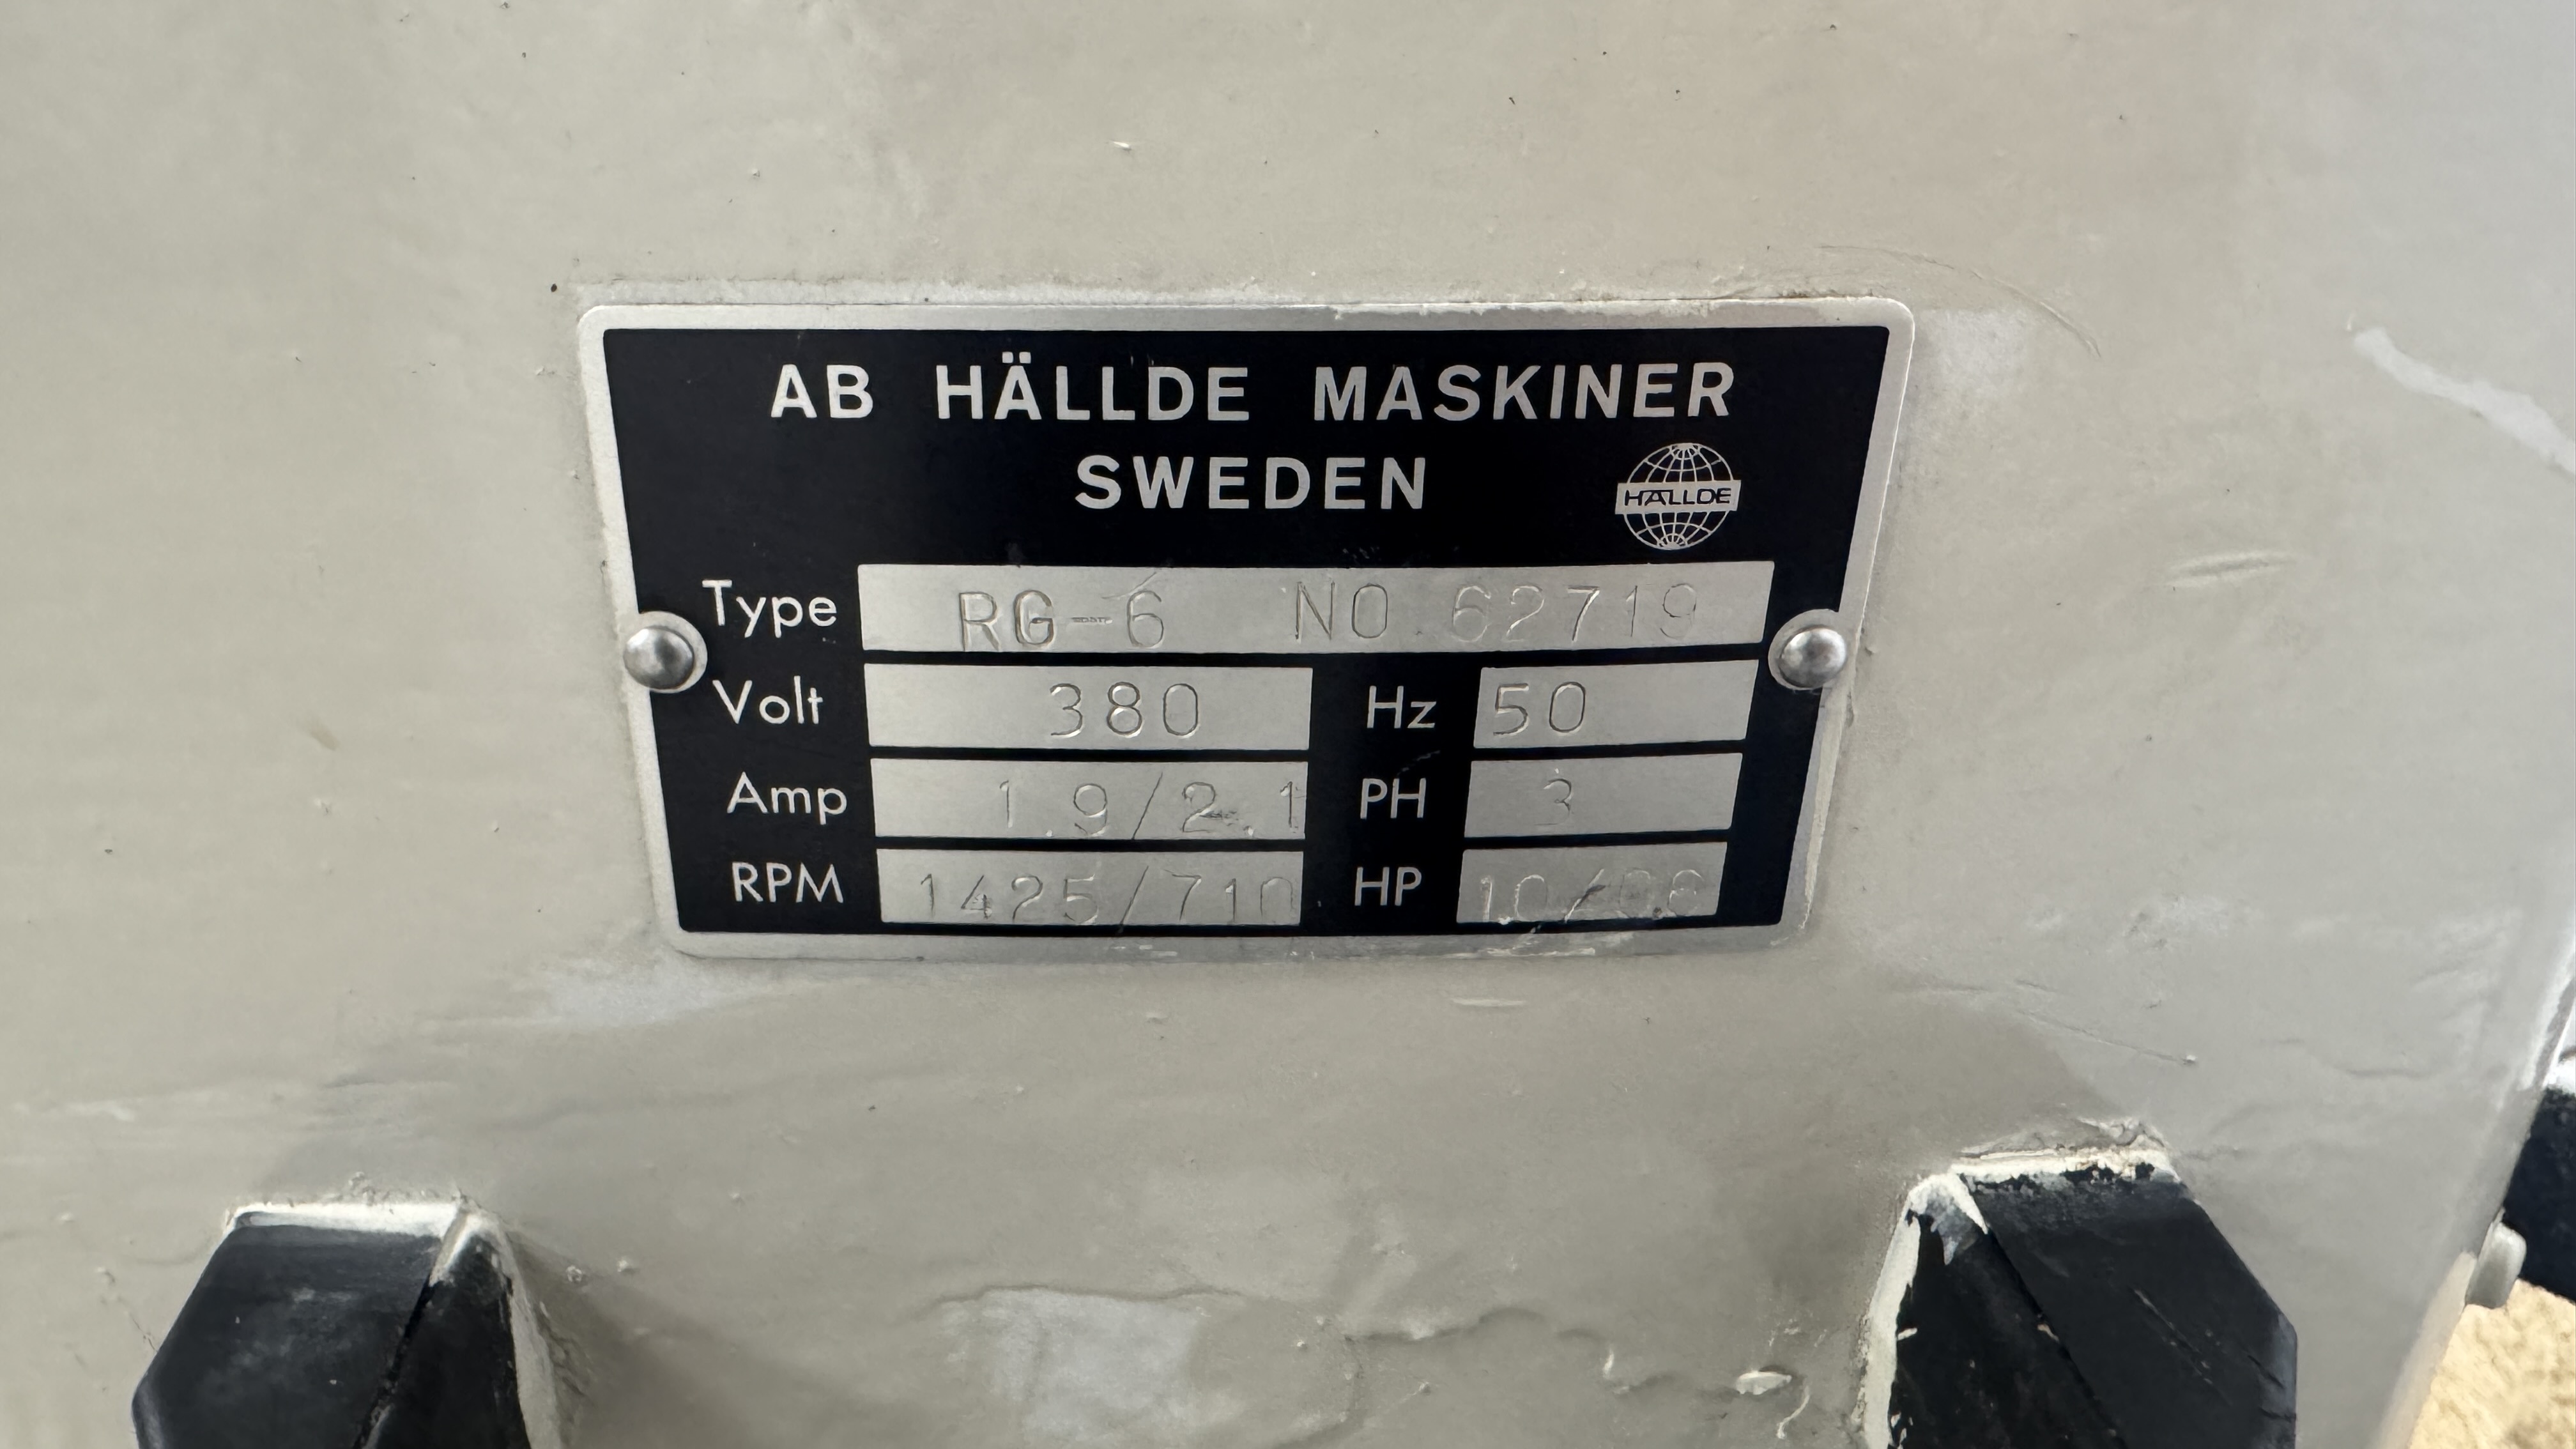 AB HÄLLDE MASKINER
SWEDEN
HÄLLDE
Type RG-6 NO 62719
Volt 380 Hz 50
Amp 1.9/2.1 PH 3
RPM 1425/710 HP